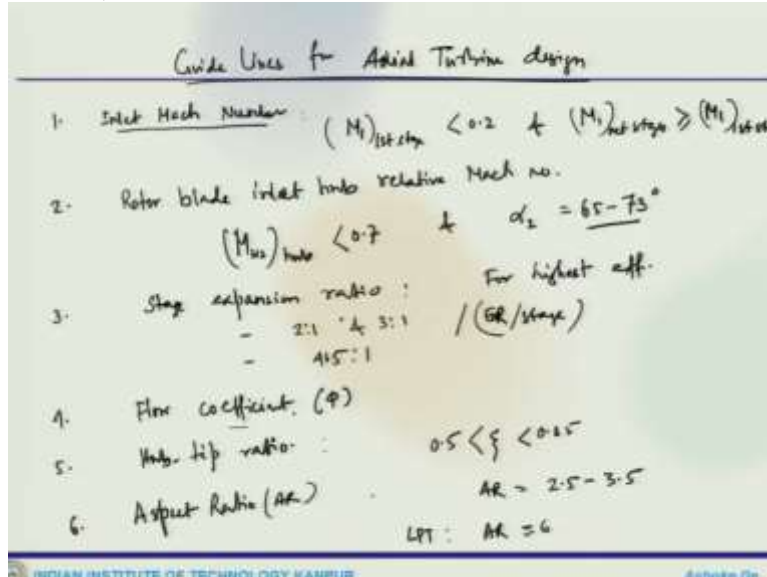 Guide Lines for Axial Turbine design
1. Inlet Mach Number : (M₁)1st stage < 0.2 & (M₁)next stage ⩾ (M₁)1st st
2. Rotor blade inlet hub relative Mach no.
(Mw2)hub < 0.7 & α₂ = 65-73°
3. Stage expansion ratio : For highest eff.
- 2:1 & 3:1 / (ER/stage)
- 4.5:1
4. Flow coefficient. (φ)
5. Hub-tip ratio : 0.5 < ξ < 0.85
6. Aspect Ratio (AR) . AR = 2.5-3.5
LPT : AR = 6
INDIAN INSTITUTE OF TECHNOLOGY KANPUR Ashoke De